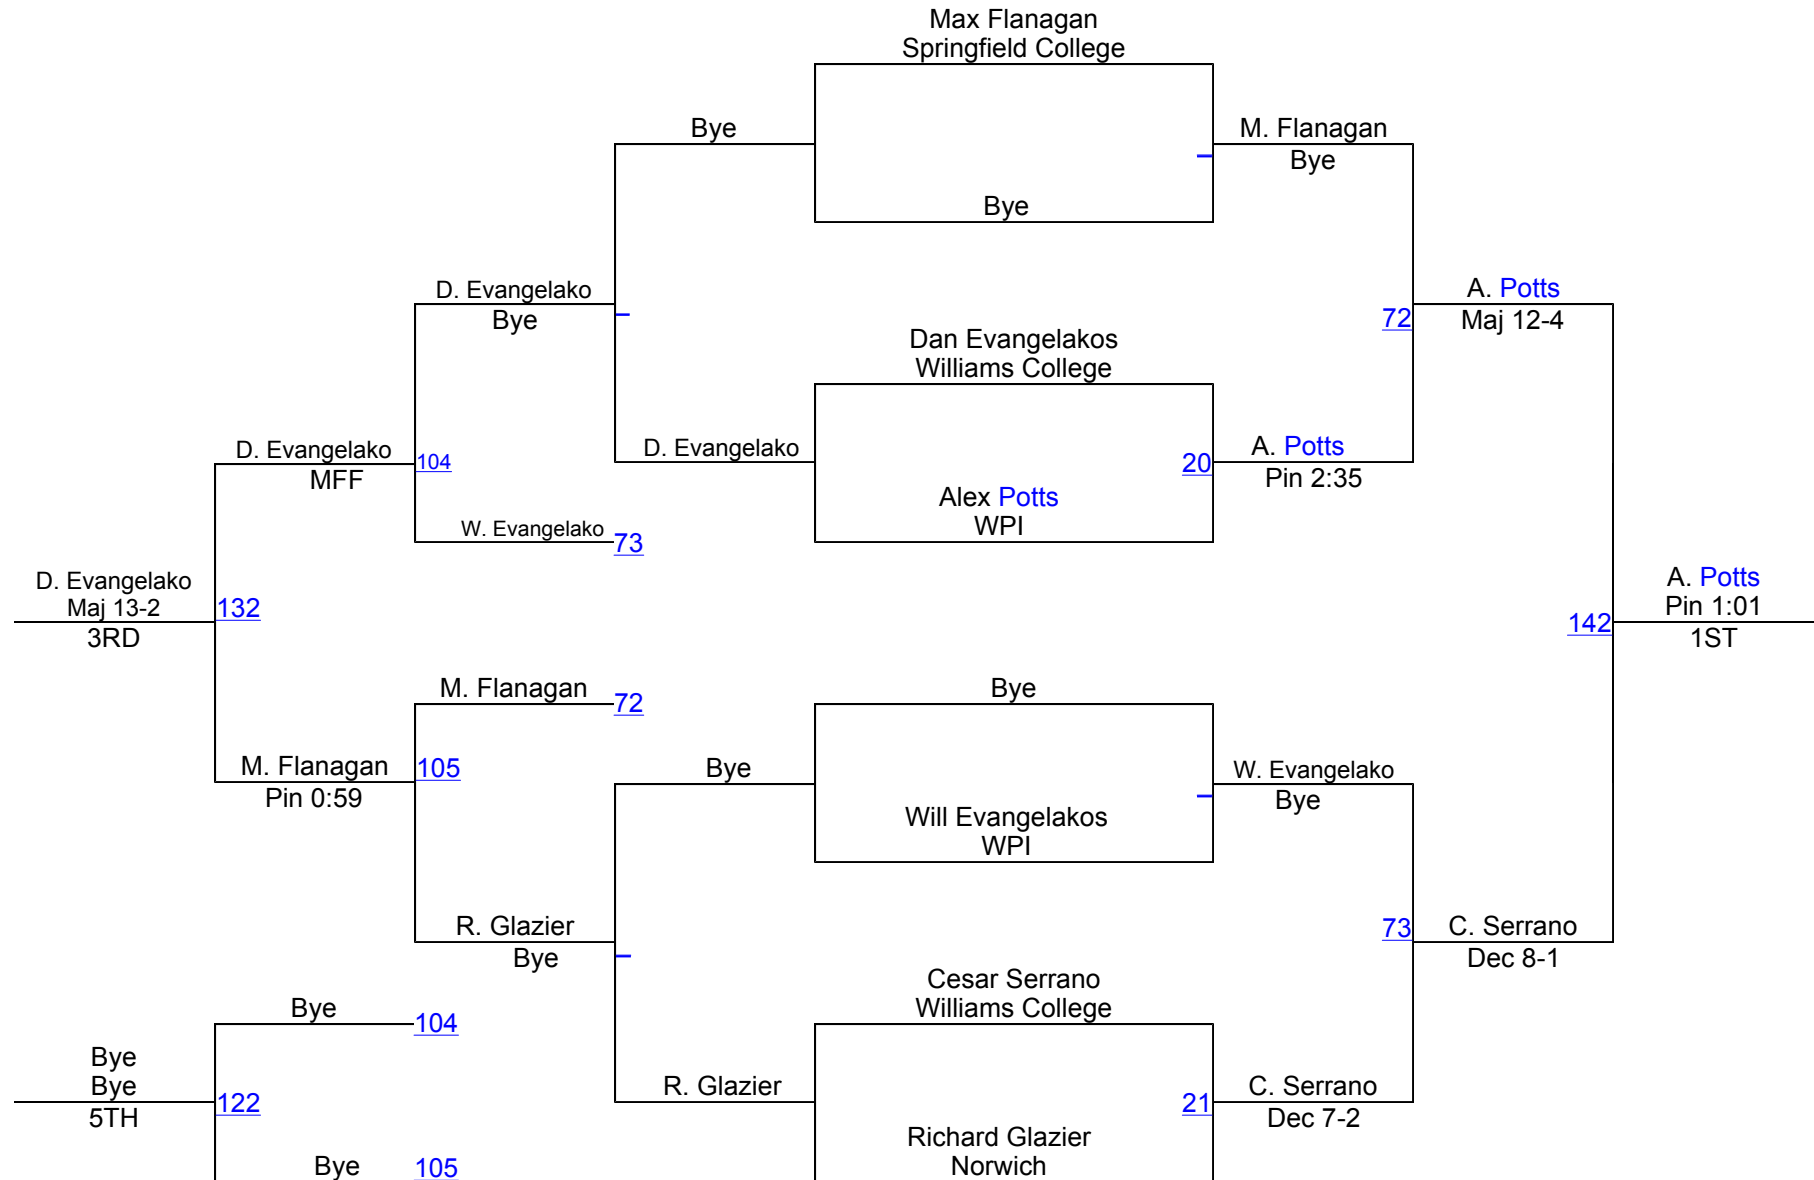 Max Flanagan
Springfield College
Bye
M. Flanagan
Bye
Bye
D. Evangelako
Bye
A. Potts
72
Maj 12-4
Dan Evangelakos
Williams College
D. Evangelako
104
MFF
D. Evangelako
20
A. Potts
Pin 2:35
Alex Potts
WPI
W. Evangelako
73
D. Evangelako
Maj 13-2
132
3RD
A. Potts
Pin 1:01
142
1ST
M. Flanagan
72
Bye
M. Flanagan
105
Pin 0:59
Bye
W. Evangelako
Bye
Will Evangelakos
WPI
R. Glazier
Bye
73
C. Serrano
Dec 8-1
Cesar Serrano
Williams College
Bye
104
Bye
Bye
122
5TH
R. Glazier
21
C. Serrano
Dec 7-2
Richard Glazier
Norwich
Bye
105